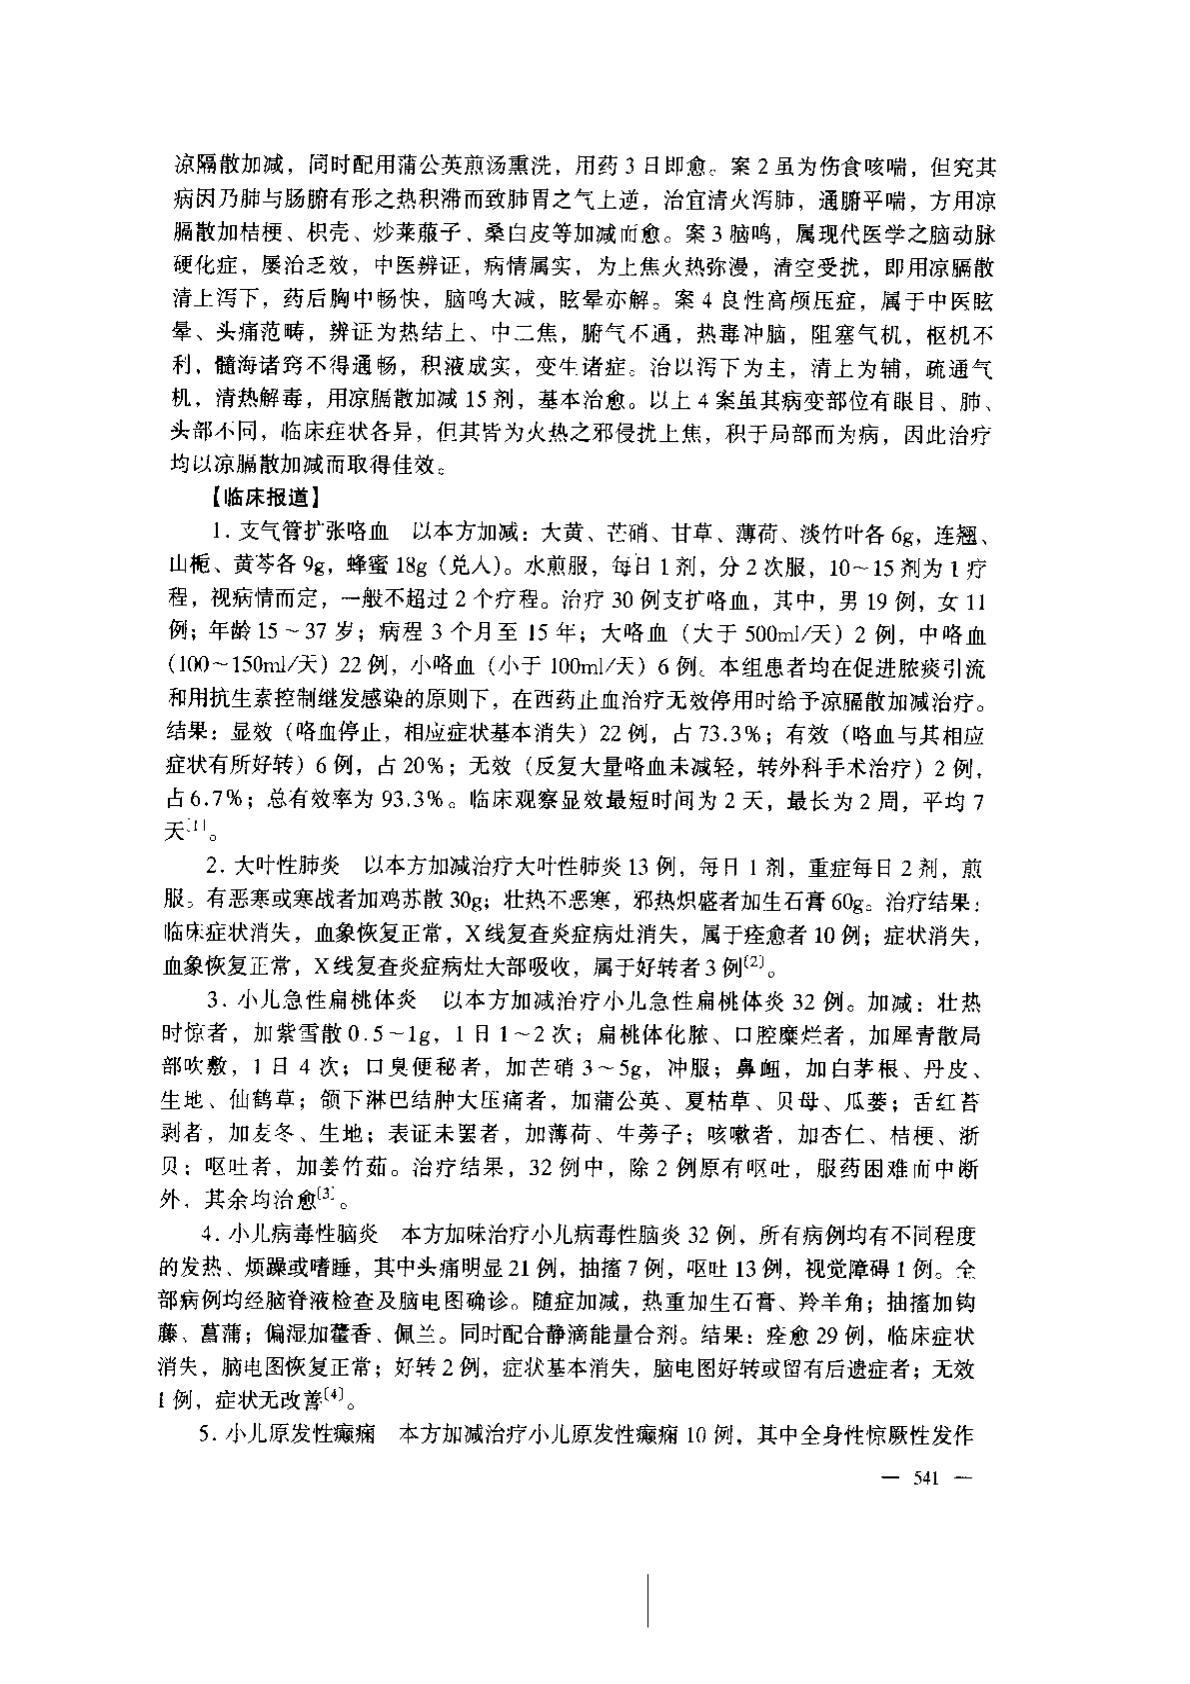 凉隔散加减，同时配用蒲公英煎汤熏洗，用药 3 日即愈。案 2 虽为伤食咳喘，但究其
病因乃肺与肠腑有形之热积滞而致肺胃之气上逆，治宜清火泻肺，通腑平喘，方用凉
膈散加桔梗、枳壳、炒莱菔子、桑白皮等加减而愈。案 3 脑鸣，属现代医学之脑动脉
硬化症，屡治乏效，中医辨证，病情属实，为上焦火热弥漫，清空受扰，即用凉膈散
清上泻下，药后胸中畅快，脑鸣大减，眩晕亦解。案 4 良性高颅压症，属于中医眩
晕、头痛范畴，辨证为热结上、中二焦，腑气不通，热毒冲脑，阻塞气机，枢机不
利，髓海诸窍不得通畅，积液成实，变生诸症。治以泻下为主，清上为辅，疏通气
机，清热解毒，用凉膈散加减 15 剂，基本治愈。以上 4 案虽其病变部位有眼目、肺、
头部不同，临床症状各异，但其皆为火热之邪侵扰上焦，积于局部而为病，因此治疗
均以凉膈散加减而取得佳效。
【临床报道】
1. 支气管扩张咯血　以本方加减：大黄、芒硝、甘草、薄荷、淡竹叶各 6g，连翘、
山栀、黄芩各 9g，蜂蜜 18g（兑人）。水煎服，每日 1 剂，分 2 次服，10～15 剂为 1 疗
程，视病情而定，一般不超过 2 个疗程。治疗 30 例支扩咯血，其中，男 19 例，女 11
例；年龄 15～37 岁；病程 3 个月至 15 年；大咯血（大于 500ml/天）2 例，中咯血
(100～150ml/天）22 例，小咯血（小于 100ml/天）6 例。本组患者均在促进脓痰引流
和用抗生素控制继发感染的原则下，在西药止血治疗无效停用时给予凉膈散加减治疗。
结果：显效（咯血停止，相应症状基本消失）22 例，占 73.3%；有效（咯血与其相应
症状有所好转）6 例，占 20%；无效（反复大量咯血未减轻，转外科手术治疗）2 例，
占 6.7%；总有效率为 93.3%。临床观察显效最短时间为 2 天，最长为 2 周，平均 7
天[1]。
2. 大叶性肺炎　以本方加减治疗大叶性肺炎 13 例，每日 1 剂，重症每日 2 剂，煎
服。有恶寒或寒战者加鸡苏散 30g；壮热不恶寒，邪热炽盛者加生石膏 60g。治疗结果：
临床症状消失，血象恢复正常，X 线复查炎症病灶消失，属于痊愈者 10 例；症状消失，
血象恢复正常，X 线复查炎症病灶大部吸收，属于好转者 3 例[2]。
3. 小儿急性扁桃体炎　以本方加减治疗小儿急性扁桃体炎 32 例。加减：壮热
时惊者，加紫雪散 0.5～1g，1 日 1～2 次；扁桃体化脓、口腔糜烂者，加犀青散局
部吹敷，1 日 4 次；口臭便秘者，加芒硝 3～5g，冲服；鼻衄，加白茅根、丹皮、
生地、仙鹤草；颌下淋巴结肿大压痛者，加蒲公英、夏枯草、贝母、瓜蒌；舌红苔
剥者，加麦冬、生地；表证未罢者，加薄荷、牛蒡子；咳嗽者，加杏仁、桔梗、浙
贝；呕吐者，加姜竹茹。治疗结果，32 例中，除 2 例原有呕吐，服药困难而中断
外，其余均治愈[3]。
4. 小儿病毒性脑炎　本方加味治疗小儿病毒性脑炎 32 例，所有病例均有不同程度
的发热、烦躁或嗜睡，其中头痛明显 21 例，抽搐 7 例，呕吐 13 例，视觉障碍 1 例。全
部病例均经脑脊液检查及脑电图确诊。随症加减，热重加生石膏、羚羊角；抽搐加钩
藤、菖蒲；偏湿加藿香、佩兰。同时配合静滴能量合剂。结果：痊愈 29 例，临床症状
消失，脑电图恢复正常；好转 2 例，症状基本消失，脑电图好转或留有后遗症者；无效
1 例，症状无改善[4]。
5. 小儿原发性癫痫　本方加减治疗小儿原发性癫痫 10 例，其中全身性惊厥性发作
— 541 —